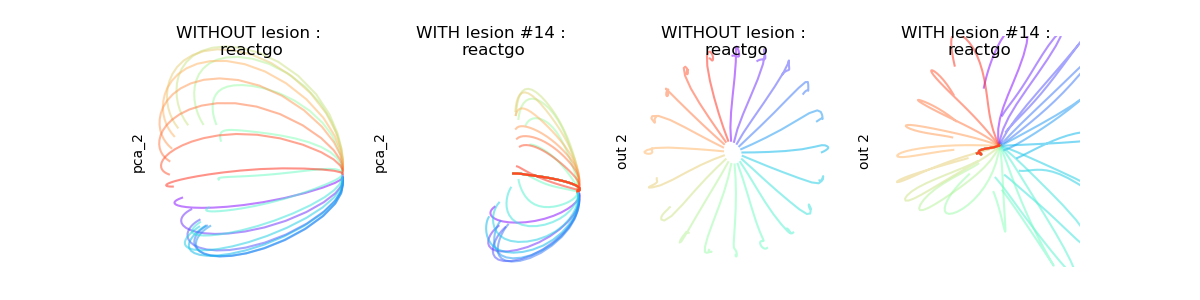 WITHOUT lesion :
reactgo
pca_2
WITH lesion #14 :
reactgo
pca_2
WITHOUT lesion :
reactgo
out 2
WITH lesion #14 :
reactgo
out 2